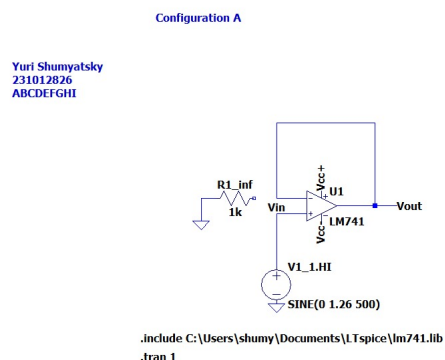 Configuration A
Yuri Shumyatsky
231012826
ABCDEFGHI
R1_inf
1k
Vcc+
U1
Vin
LM741
Vcc-
Vout
V1_1.HI
SINE(0 1.26 500)
.include C:\Users\shumy\Documents\LTspice\lm741.lib
.tran 1